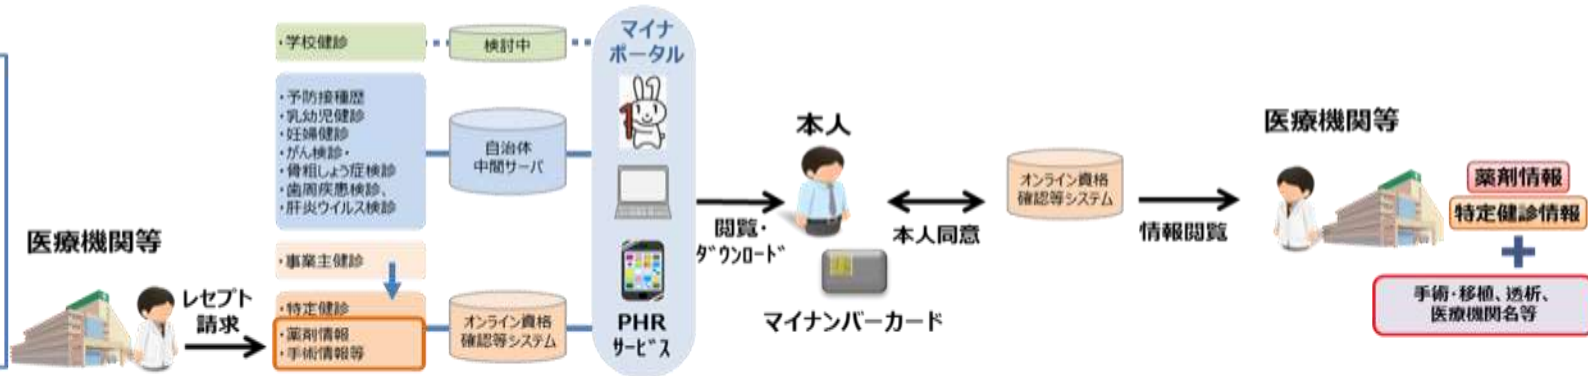 医療機関等
レセプト
請求
・学校健診
・予防接種歴
・乳幼児健診
・妊婦健診
・がん検診・
・骨粗しょう症検診
・歯周疾患検診、
・肝炎ウイルス検診
・事業主健診
・特定健診
・薬剤情報
・手術情報等
検討中
自治体
中間サーバ
オンライン資格
確認等システム
マイナ
ポータル
PHR
サービス
閲覧・
ダウンロード
本人
マイナンバーカード
本人同意
オンライン資格
確認等システム
情報閲覧
医療機関等
薬剤情報
特定健診情報
+
手術・移植、透析、
医療機関名等